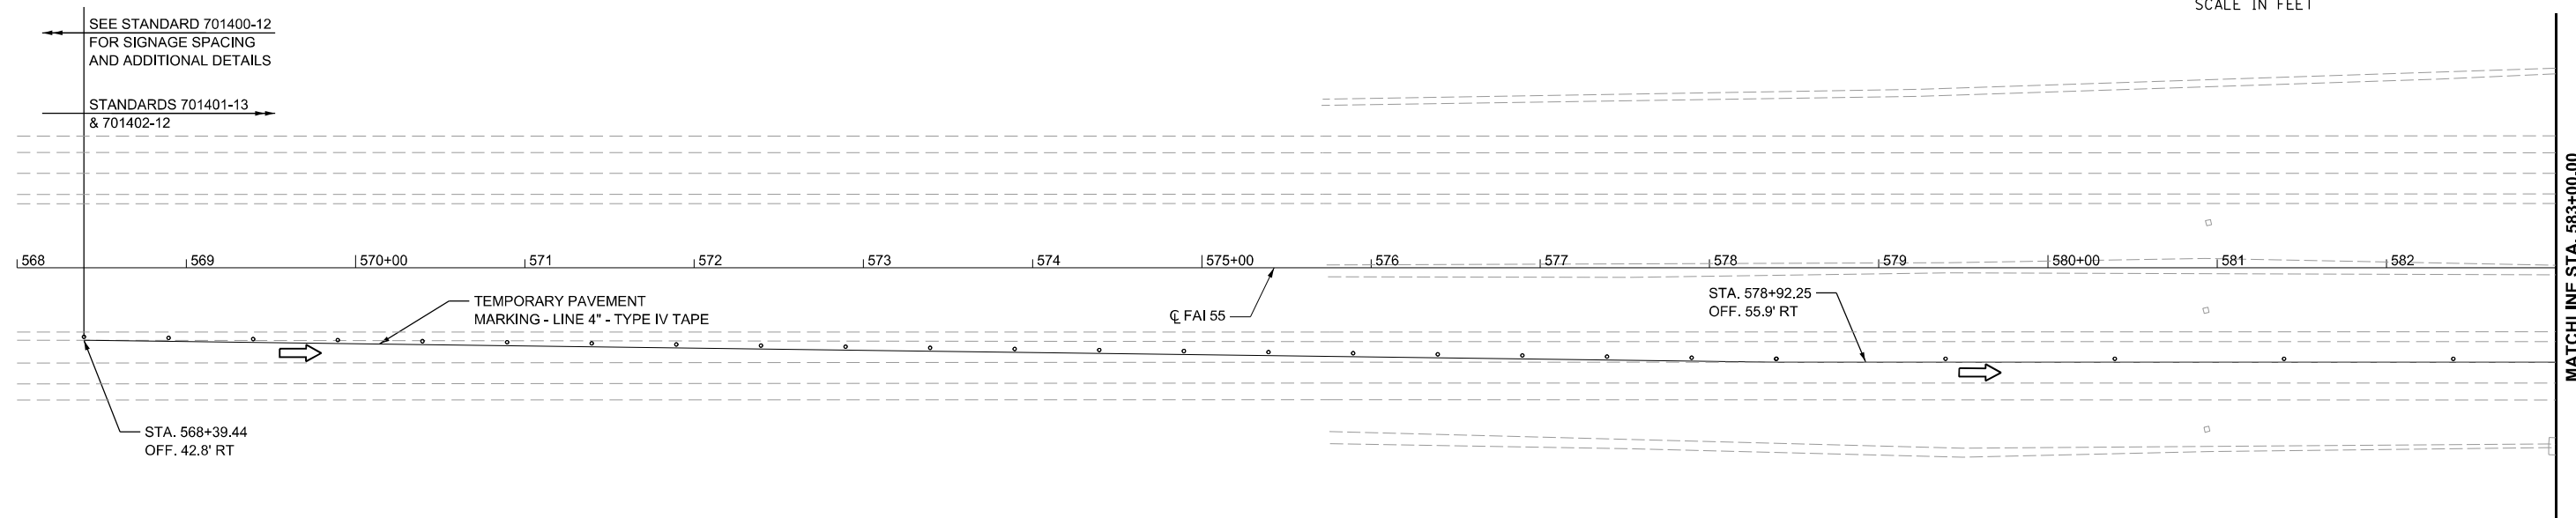 SCALE IN FEET
SEE STANDARD 701400-12
FOR SIGNAGE SPACING
AND ADDITIONAL DETAILS
STANDARDS 701401-13
& 701402-12
568
569
570+00
571
572
573
574
575+00
576
577
578
579
580+00
581
582
TEMPORARY PAVEMENT
MARKING - LINE 4" - TYPE IV TAPE
℄ FAI 55
STA. 578+92.25
OFF. 55.9' RT
STA. 568+39.44
OFF. 42.8' RT
MATCHLINE STA. 583+00.00